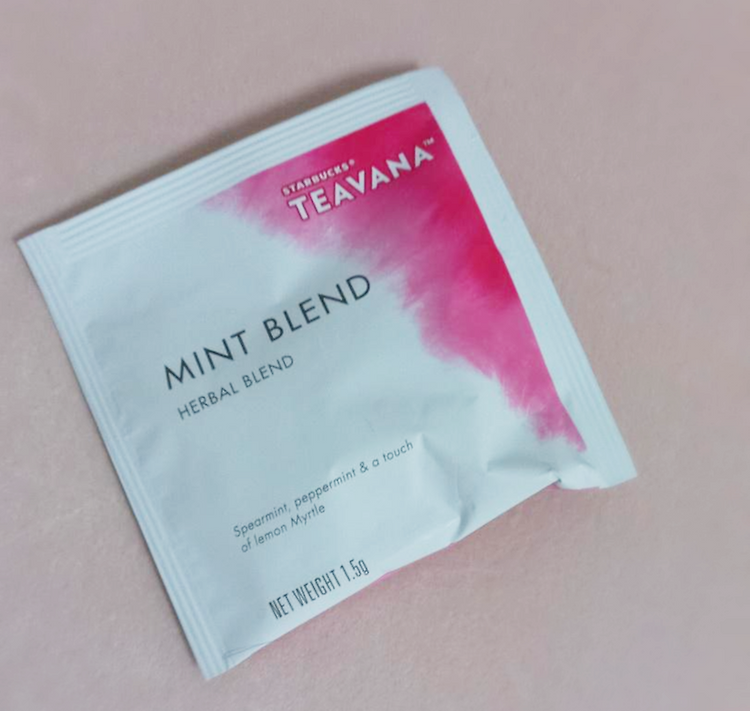 STARBUCKS®
TEAVANA™
MINT BLEND
HERBAL BLEND
Spearmint, peppermint & a touch
of lemon Myrtle
NET WEIGHT 1.5g